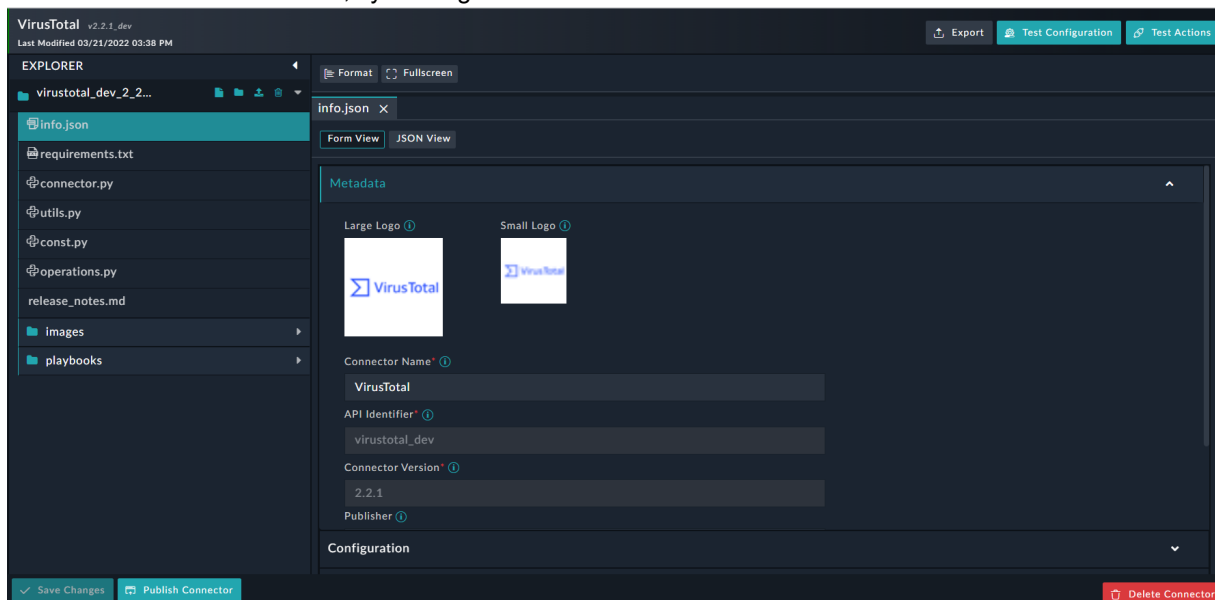 VirusTotal v2.2.1_dev
Last Modified 03/21/2022 03:38 PM
Export
Test Configuration
Test Actions
EXPLORER
Format
Fullscreen
virustotal_dev_2_2...
info.json
info.json
requirements.txt
connector.py
utils.py
const.py
operations.py
release_notes.md
images
playbooks
Form View
JSON View
Metadata
Large Logo
Small Logo
VirusTotal
VirusTotal
Connector Name*
VirusTotal
API Identifier*
virustotal_dev
Connector Version*
2.2.1
Publisher
Configuration
Save Changes
Publish Connector
Delete Connector